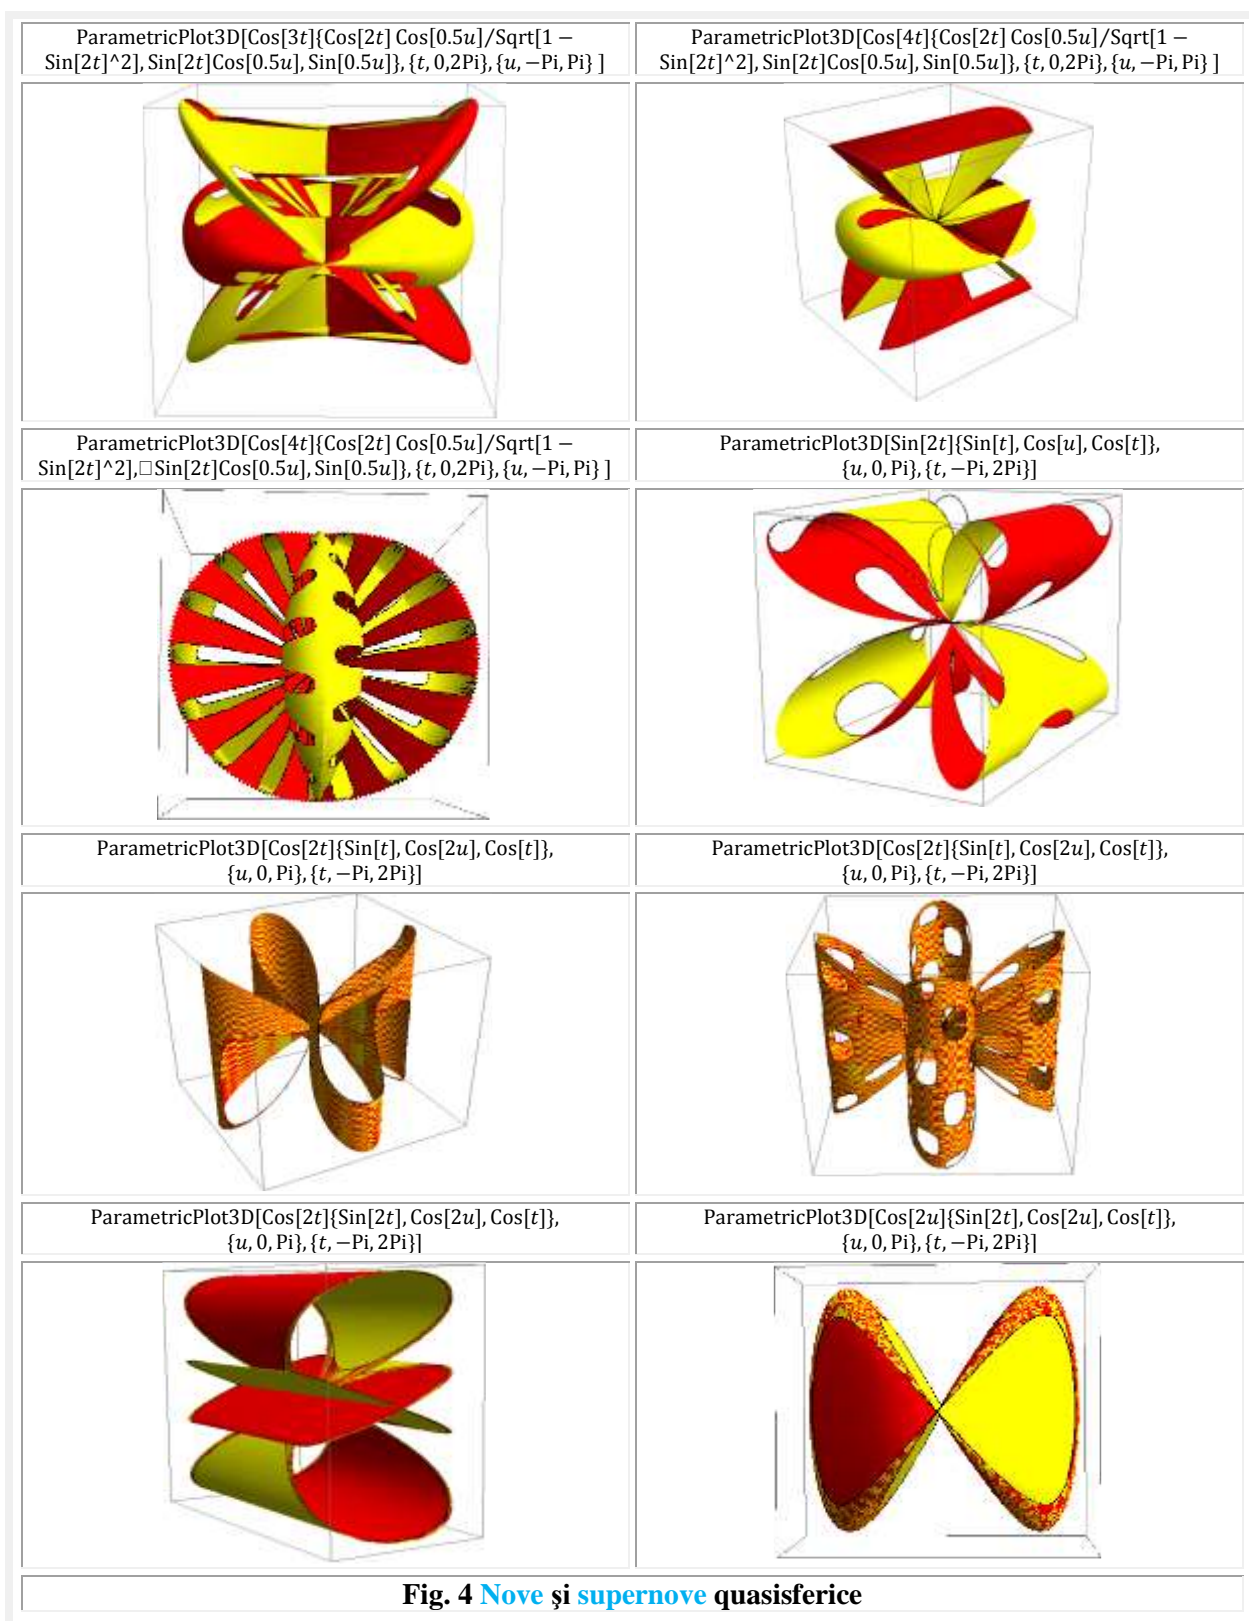 ParametricPlot3D[Cos[3t]{Cos[2t] Cos[0.5u]/Sqrt[1 −
Sin[2t]^2], Sin[2t]Cos[0.5u], Sin[0.5u]}, {t, 0,2Pi}, {u, −Pi, Pi} ]
ParametricPlot3D[Cos[4t]{Cos[2t] Cos[0.5u]/Sqrt[1 −
Sin[2t]^2], Sin[2t]Cos[0.5u], Sin[0.5u]}, {t, 0,2Pi}, {u, −Pi, Pi} ]
ParametricPlot3D[Cos[4t]{Cos[2t] Cos[0.5u]/Sqrt[1 −
Sin[2t]^2],□Sin[2t]Cos[0.5u], Sin[0.5u]}, {t, 0,2Pi}, {u, −Pi, Pi} ]
ParametricPlot3D[Sin[2t]{Sin[t], Cos[u], Cos[t]},
{u, 0, Pi}, {t, −Pi, 2Pi}]
ParametricPlot3D[Cos[2t]{Sin[t], Cos[2u], Cos[t]},
{u, 0, Pi}, {t, −Pi, 2Pi}]
ParametricPlot3D[Cos[2t]{Sin[t], Cos[2u], Cos[t]},
{u, 0, Pi}, {t, −Pi, 2Pi}]
ParametricPlot3D[Cos[2t]{Sin[2t], Cos[2u], Cos[t]},
{u, 0, Pi}, {t, −Pi, 2Pi}]
ParametricPlot3D[Cos[2u]{Sin[2t], Cos[2u], Cos[t]},
{u, 0, Pi}, {t, −Pi, 2Pi}]
Fig. 4 Nove şi supernove quasisferice